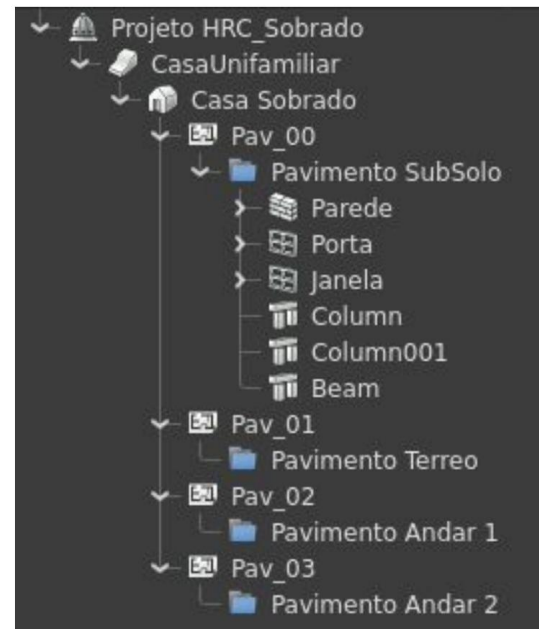 Projeto HRC_Sobrado
CasaUnifamiliar
Casa Sobrado
Pav_00
Pavimento SubSolo
Parede
Porta
Janela
Column
Column001
Beam
Pav_01
Pavimento Terreo
Pav_02
Pavimento Andar 1
Pav_03
Pavimento Andar 2